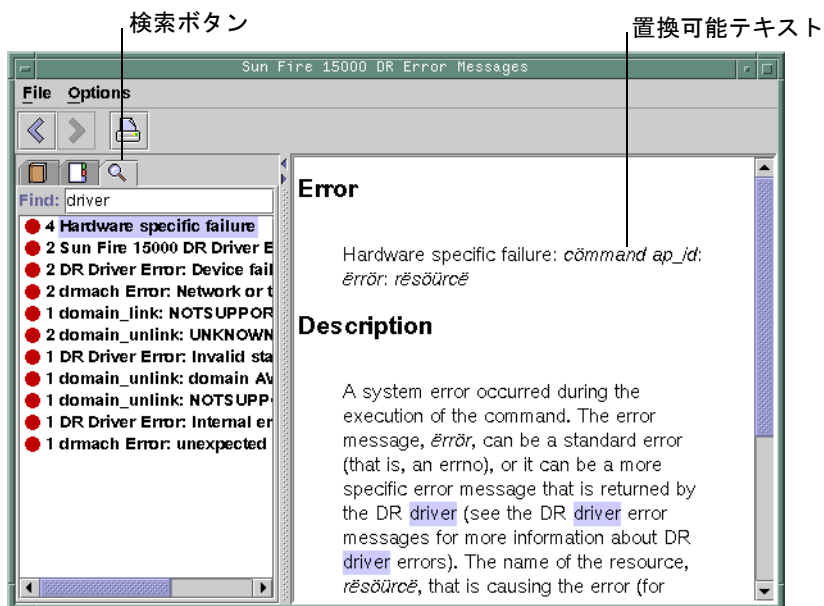 検索ボタン
置換可能テキスト
Sun Fire 15000 DR Error Messages
File Options
Find: driver
4 Hardware specific failure
2 Sun Fire 15000 DR Driver E
2 DR Driver Error: Device fail
2 drmach Error: Network or t
1 domain_link: NOTSUPPOR
2 domain_unlink: UNKNOWN
1 DR Driver Error: Invalid sta
1 domain_unlink: domain AV
1 domain_unlink: NOTSUPP
1 DR Driver Error: Internal er
1 drmach Error: unexpected
Error
Hardware specific failure: cömmand ap_id:
ërrör: rësöürcë
Description
A system error occurred during the
execution of the command. The error
message, ërrör, can be a standard error
(that is, an errno), or it can be a more
specific error message that is returned by
the DR driver (see the DR driver error
messages for more information about DR
driver errors). The name of the resource,
rësöürcë, that is causing the error (for